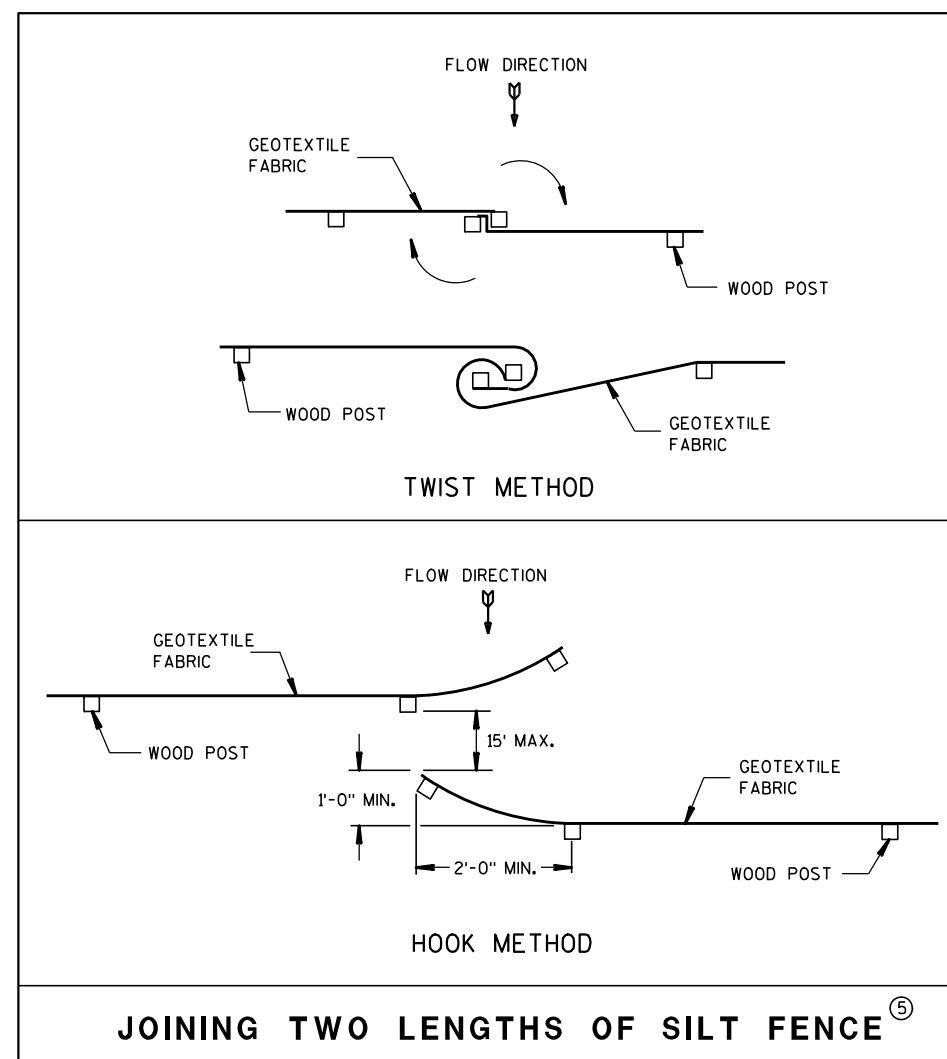 FLOW DIRECTION
GEOTEXTILE
FABRIC
WOOD POST
WOOD POST
GEOTEXTILE
FABRIC
TWIST METHOD
FLOW DIRECTION
GEOTEXTILE
FABRIC
WOOD POST
15' MAX.
GEOTEXTILE
FABRIC
1'-0" MIN.
2'-0" MIN.
WOOD POST
HOOK METHOD
JOINING TWO LENGTHS OF SILT FENCE ⑤